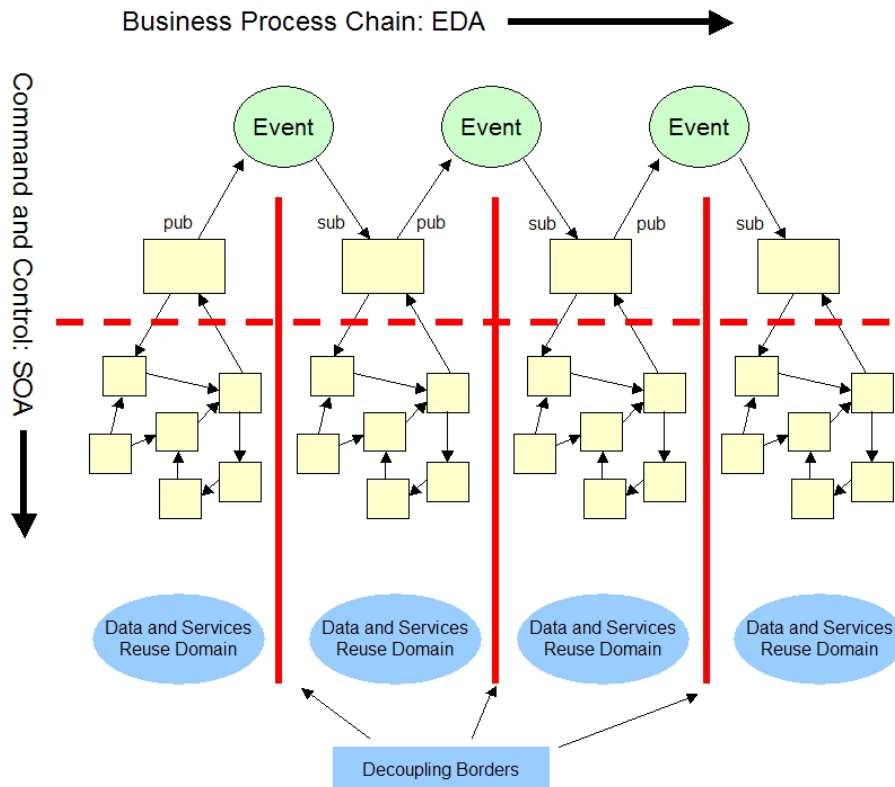 Business Process Chain: EDA
Command and Control: SOA
Event
Event
Event
pub
sub
pub
sub
pub
sub
Data and Services
Reuse Domain
Data and Services
Reuse Domain
Data and Services
Reuse Domain
Data and Services
Reuse Domain
Decoupling Borders